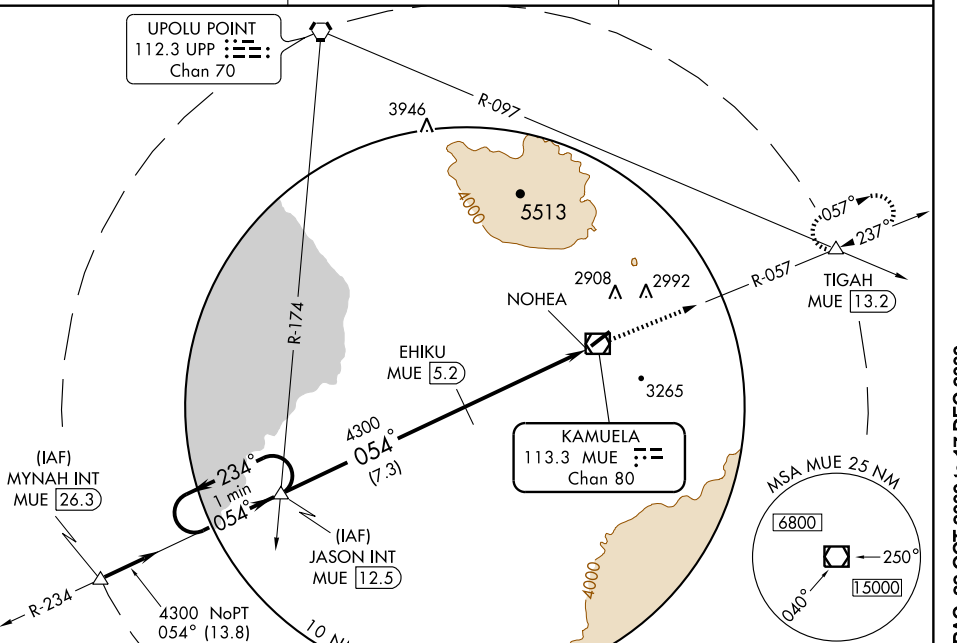 UPOLU POINT
112.3 UPP
Chan 70
R-097
3946
4000
5513
057°
237°
R-057
TIGAH
MUE 13.2
2908
2992
NOHEA
R-174
EHIKU
MUE 5.2
3265
4300
054°
(7.3)
KAMUELA
113.3 MUE
Chan 80
(IAF)
MYNAH INT
MUE 26.3
234°
1 min
054°
(IAF)
JASON INT
MUE 12.5
MSA MUE 25 NM
6800
250°
15000
040°
4000
R-234
4300 NoPT
054° (13.8)
10 N